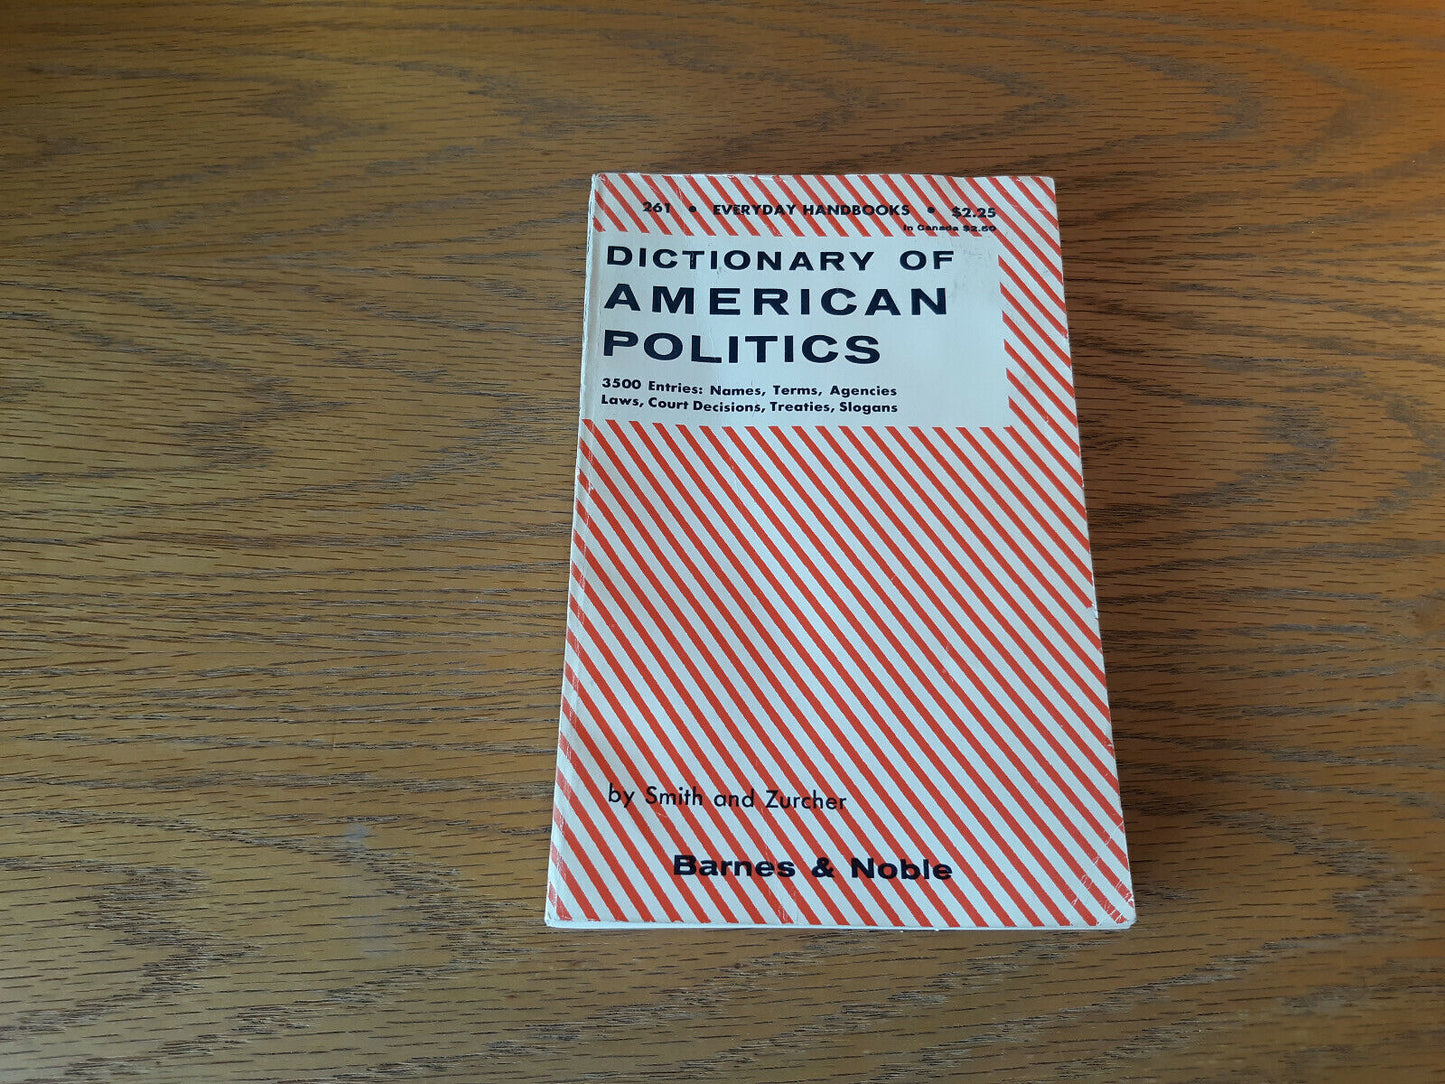 261 • EVERYDAY HANDBOOKS • $2.25
In Canada $2.50
DICTIONARY OF
AMERICAN
POLITICS
3500 Entries: Names, Terms, Agencies
Laws, Court Decisions, Treaties, Slogans
by Smith and Zurcher
Barnes & Noble